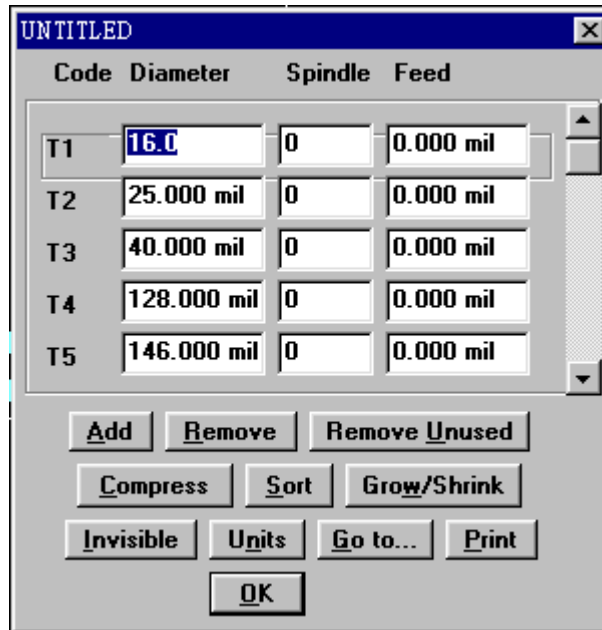 UNTITLED
Code Diameter Spindle Feed
T1 16.0 0 0.000 mil
T2 25.000 mil 0 0.000 mil
T3 40.000 mil 0 0.000 mil
T4 128.000 mil 0 0.000 mil
T5 146.000 mil 0 0.000 mil
Add Remove Remove Unused
Compress Sort Grow/Shrink
Invisible Units Go to... Print
OK